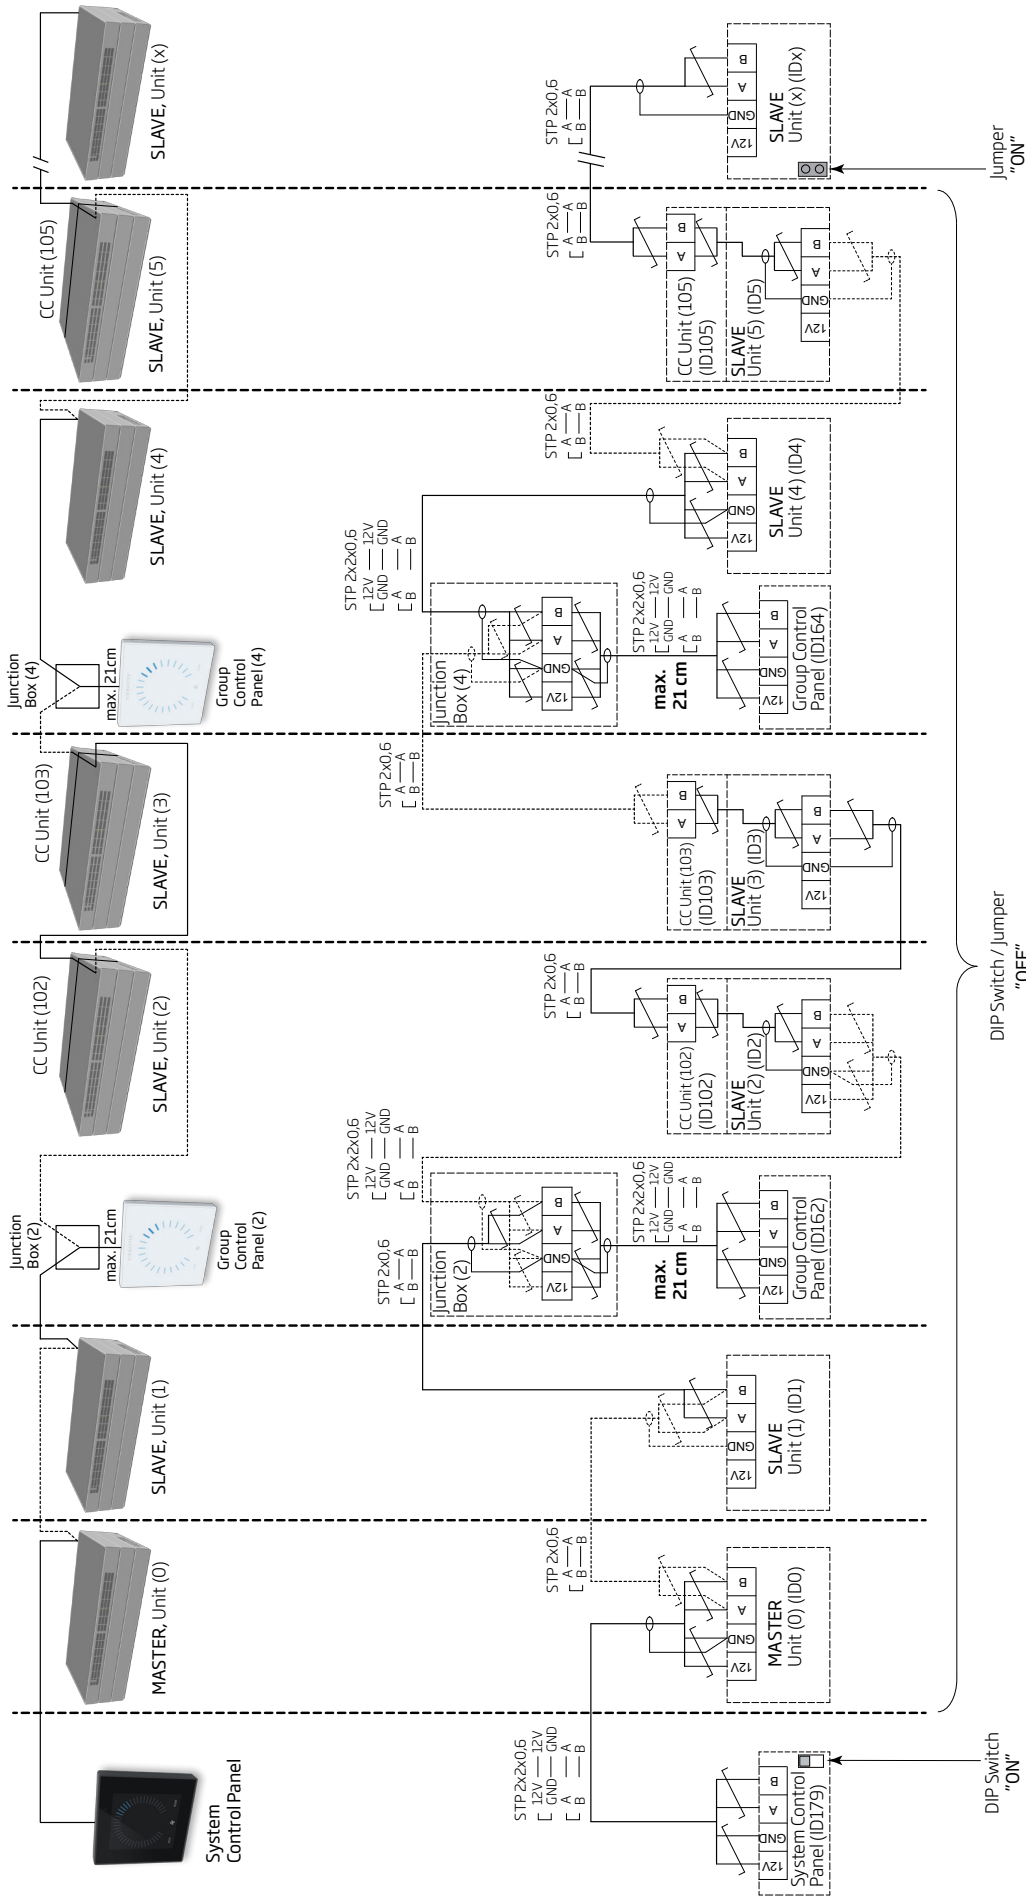 System
Control Panel
MASTER, Unit (0)
SLAVE, Unit (1)
Junction
Box (2)
max. 21cm
Group
Control
Panel (2)
CC Unit (102)
SLAVE, Unit (2)
CC Unit (103)
SLAVE, Unit (3)
Junction
Box (4)
max. 21cm
Group
Control
Panel (4)
SLAVE, Unit (4)
CC Unit (105)
SLAVE, Unit (5)
SLAVE, Unit (x)
STP 2x2x0,6
12V 12V
GND GND
A A
B B
12V GND A B
System Control
Panel (ID179)
DIP Switch
"ON"
12V GND A B
MASTER
Unit (0) (ID0)
STP 2x0,6
A A
B B
12V GND A B
SLAVE
Unit (1) (ID1)
STP 2x0,6
A A
B B
STP 2x2x0,6
12V 12V
GND GND
A A
B B
Junction
Box (2)
12V GND A B
max.
21 cm
STP 2x2x0,6
12V 12V
GND GND
A A
B B
12V GND A B
Group Control
Panel (ID162)
STP 2x0,6
A A
B B
A B
CC Unit (102)
(ID102)
SLAVE
Unit (2) (ID2)
12V GND A B
A B
CC Unit (103)
(ID103)
SLAVE
Unit (3) (ID3)
12V GND A B
STP 2x0,6
A A
B B
STP 2x2x0,6
12V 12V
GND GND
A A
B B
Junction
Box (4)
12V GND A B
max.
21 cm
STP 2x2x0,6
12V 12V
GND GND
A A
B B
12V GND A B
Group Control
Panel (ID164)
12V GND A B
SLAVE
Unit (4) (ID4)
STP 2x0,6
A A
B B
STP 2x0,6
A A
B B
A B
CC Unit (105)
(ID105)
SLAVE
Unit (5) (ID5)
12V GND A B
STP 2x0,6
A A
B B
12V GND A B
SLAVE
Unit (x) (IDx)
DIP Switch / Jumper
"OFF"
Jumper
"ON"